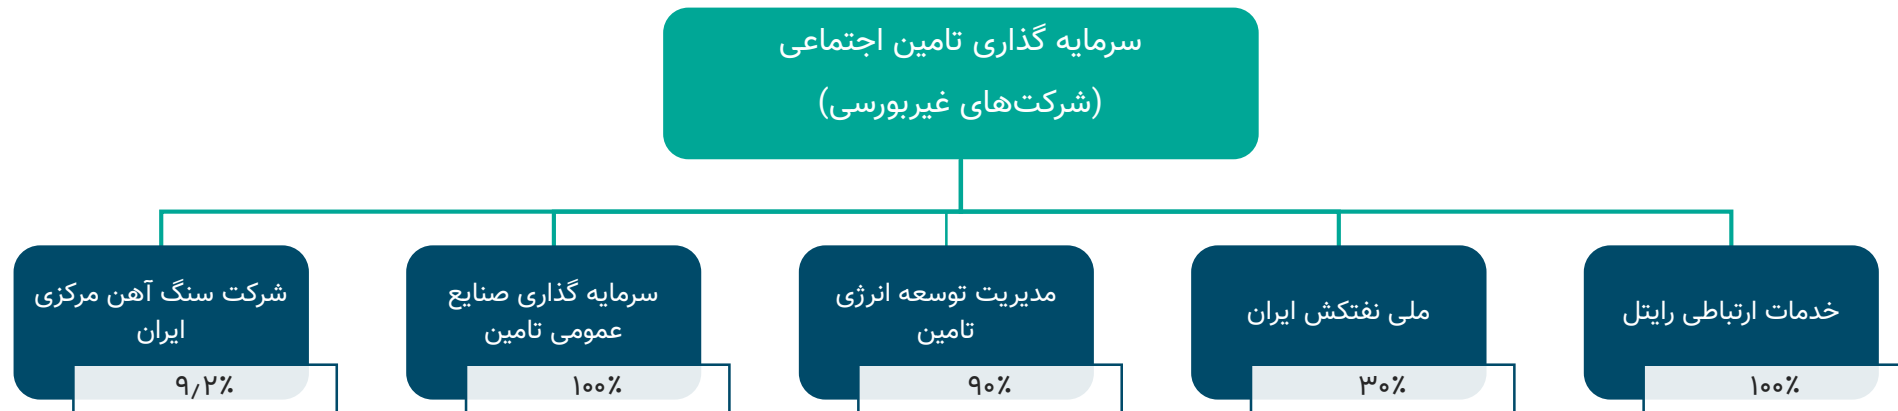 سرمایه گذاری تامین اجتماعی
(شرکت‌های غیربورسی)
خدمات ارتباطی رایتل
۱۰۰٪
ملی نفتکش ایران
۳۰٪
مدیریت توسعه انرژی
تامین
۹۰٪
سرمایه گذاری صنایع
عمومی تامین
۱۰۰٪
شرکت سنگ آهن مرکزی
ایران
۹٫۲٪